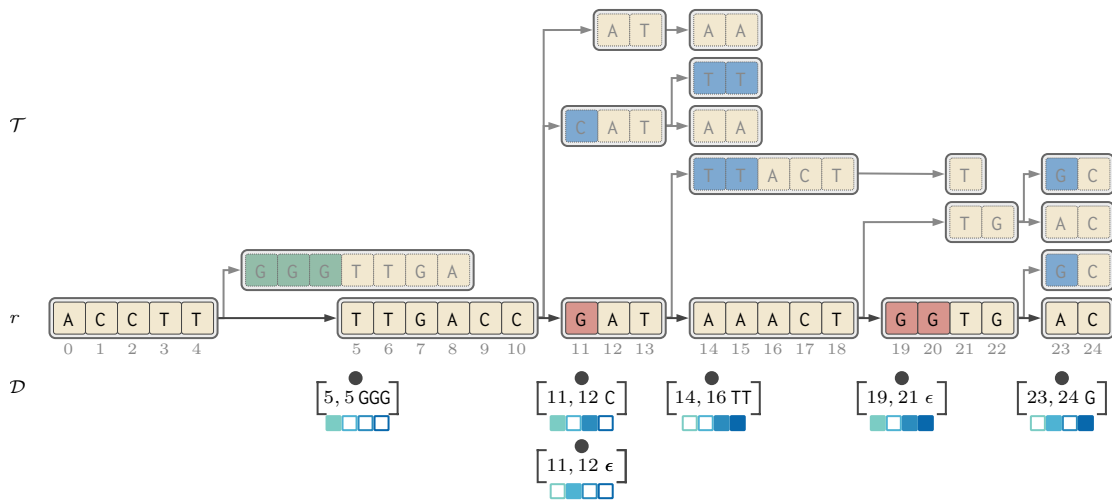 A T A A
T T
𝒯 C A T A A
T T A C T T G C
T G A C
G G G T T G A G C
r A C C T T T T G A C C G A T A A A C T G G T G A C
0 1 2 3 4 5 6 7 8 9 10 11 12 13 14 15 16 17 18 19 20 21 22 23 24
𝒟 [5, 5 GGG] [11, 12 C] [14, 16 TT] [19, 21 ϵ] [23, 24 G]
[11, 12 ϵ]